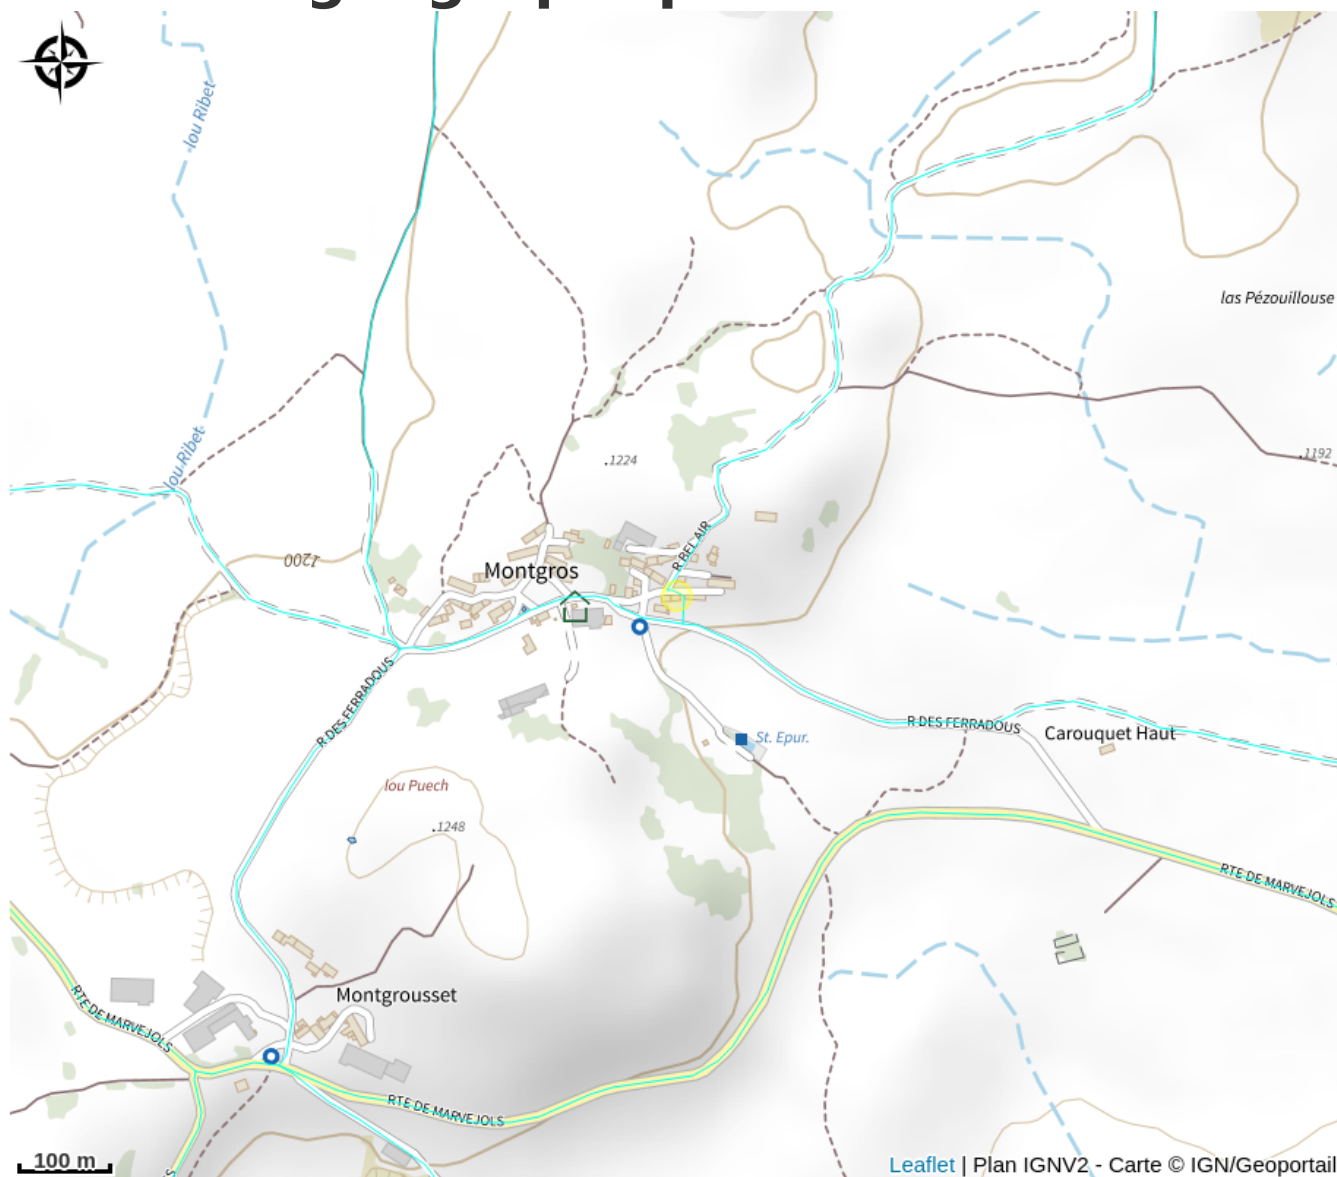 lou Ribet
las Pézouillouse
lou Ribet
.1224
.1192
R BEL AIR
1200
Montgros
R DES FERRADOUS
R DES FERRADOUS
Carouquet Haut
St. Epur.
lou Puech
.1248
RTE DE MARVEJOLS
Montgrousset
RTE DE MARVEJOLS
RTE DE MARVEJOLS
100 m
Leaflet | Plan IGNV2 - Carte © IGN/Geoportail